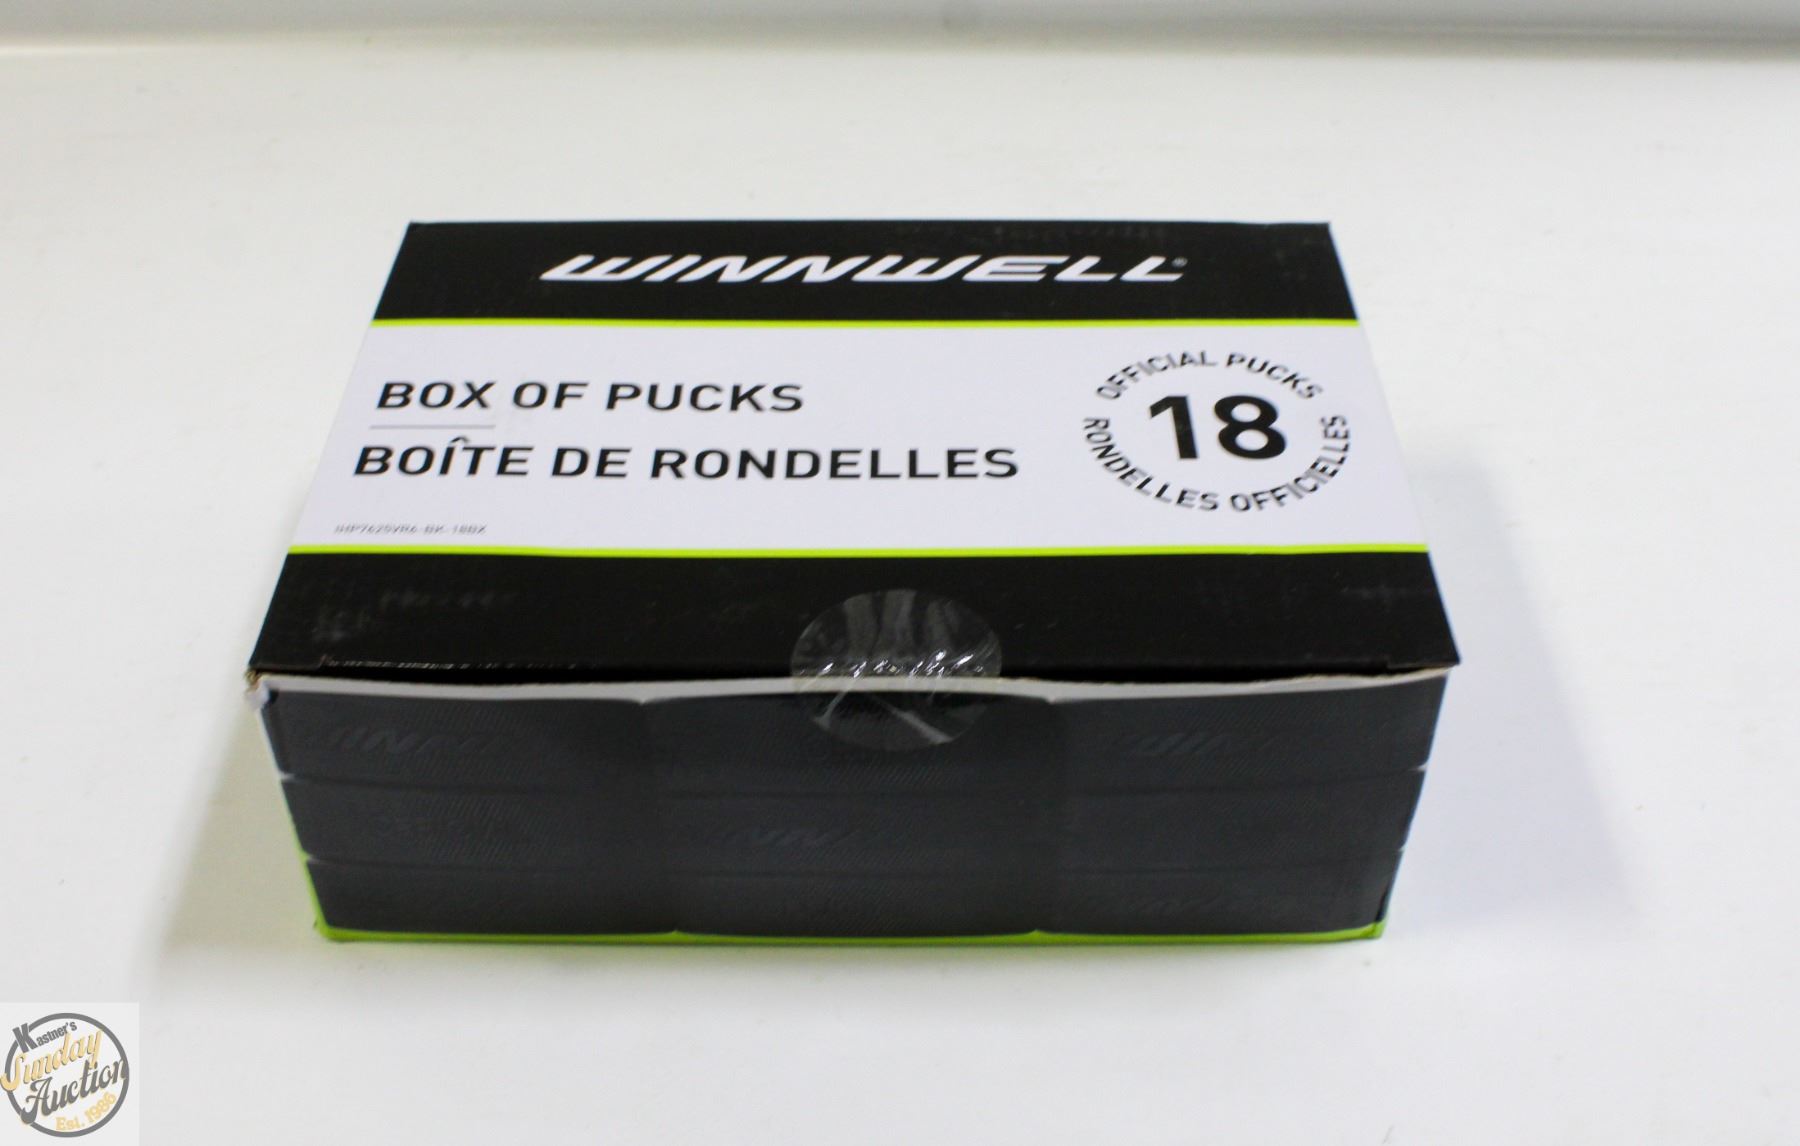 WINNWELL®
BOX OF PUCKS
BOÎTE DE RONDELLES
OFFICIAL PUCKS
18
RONDELLES OFFICIELLES
Kastner's
Sunday
Auction
Est. 1986